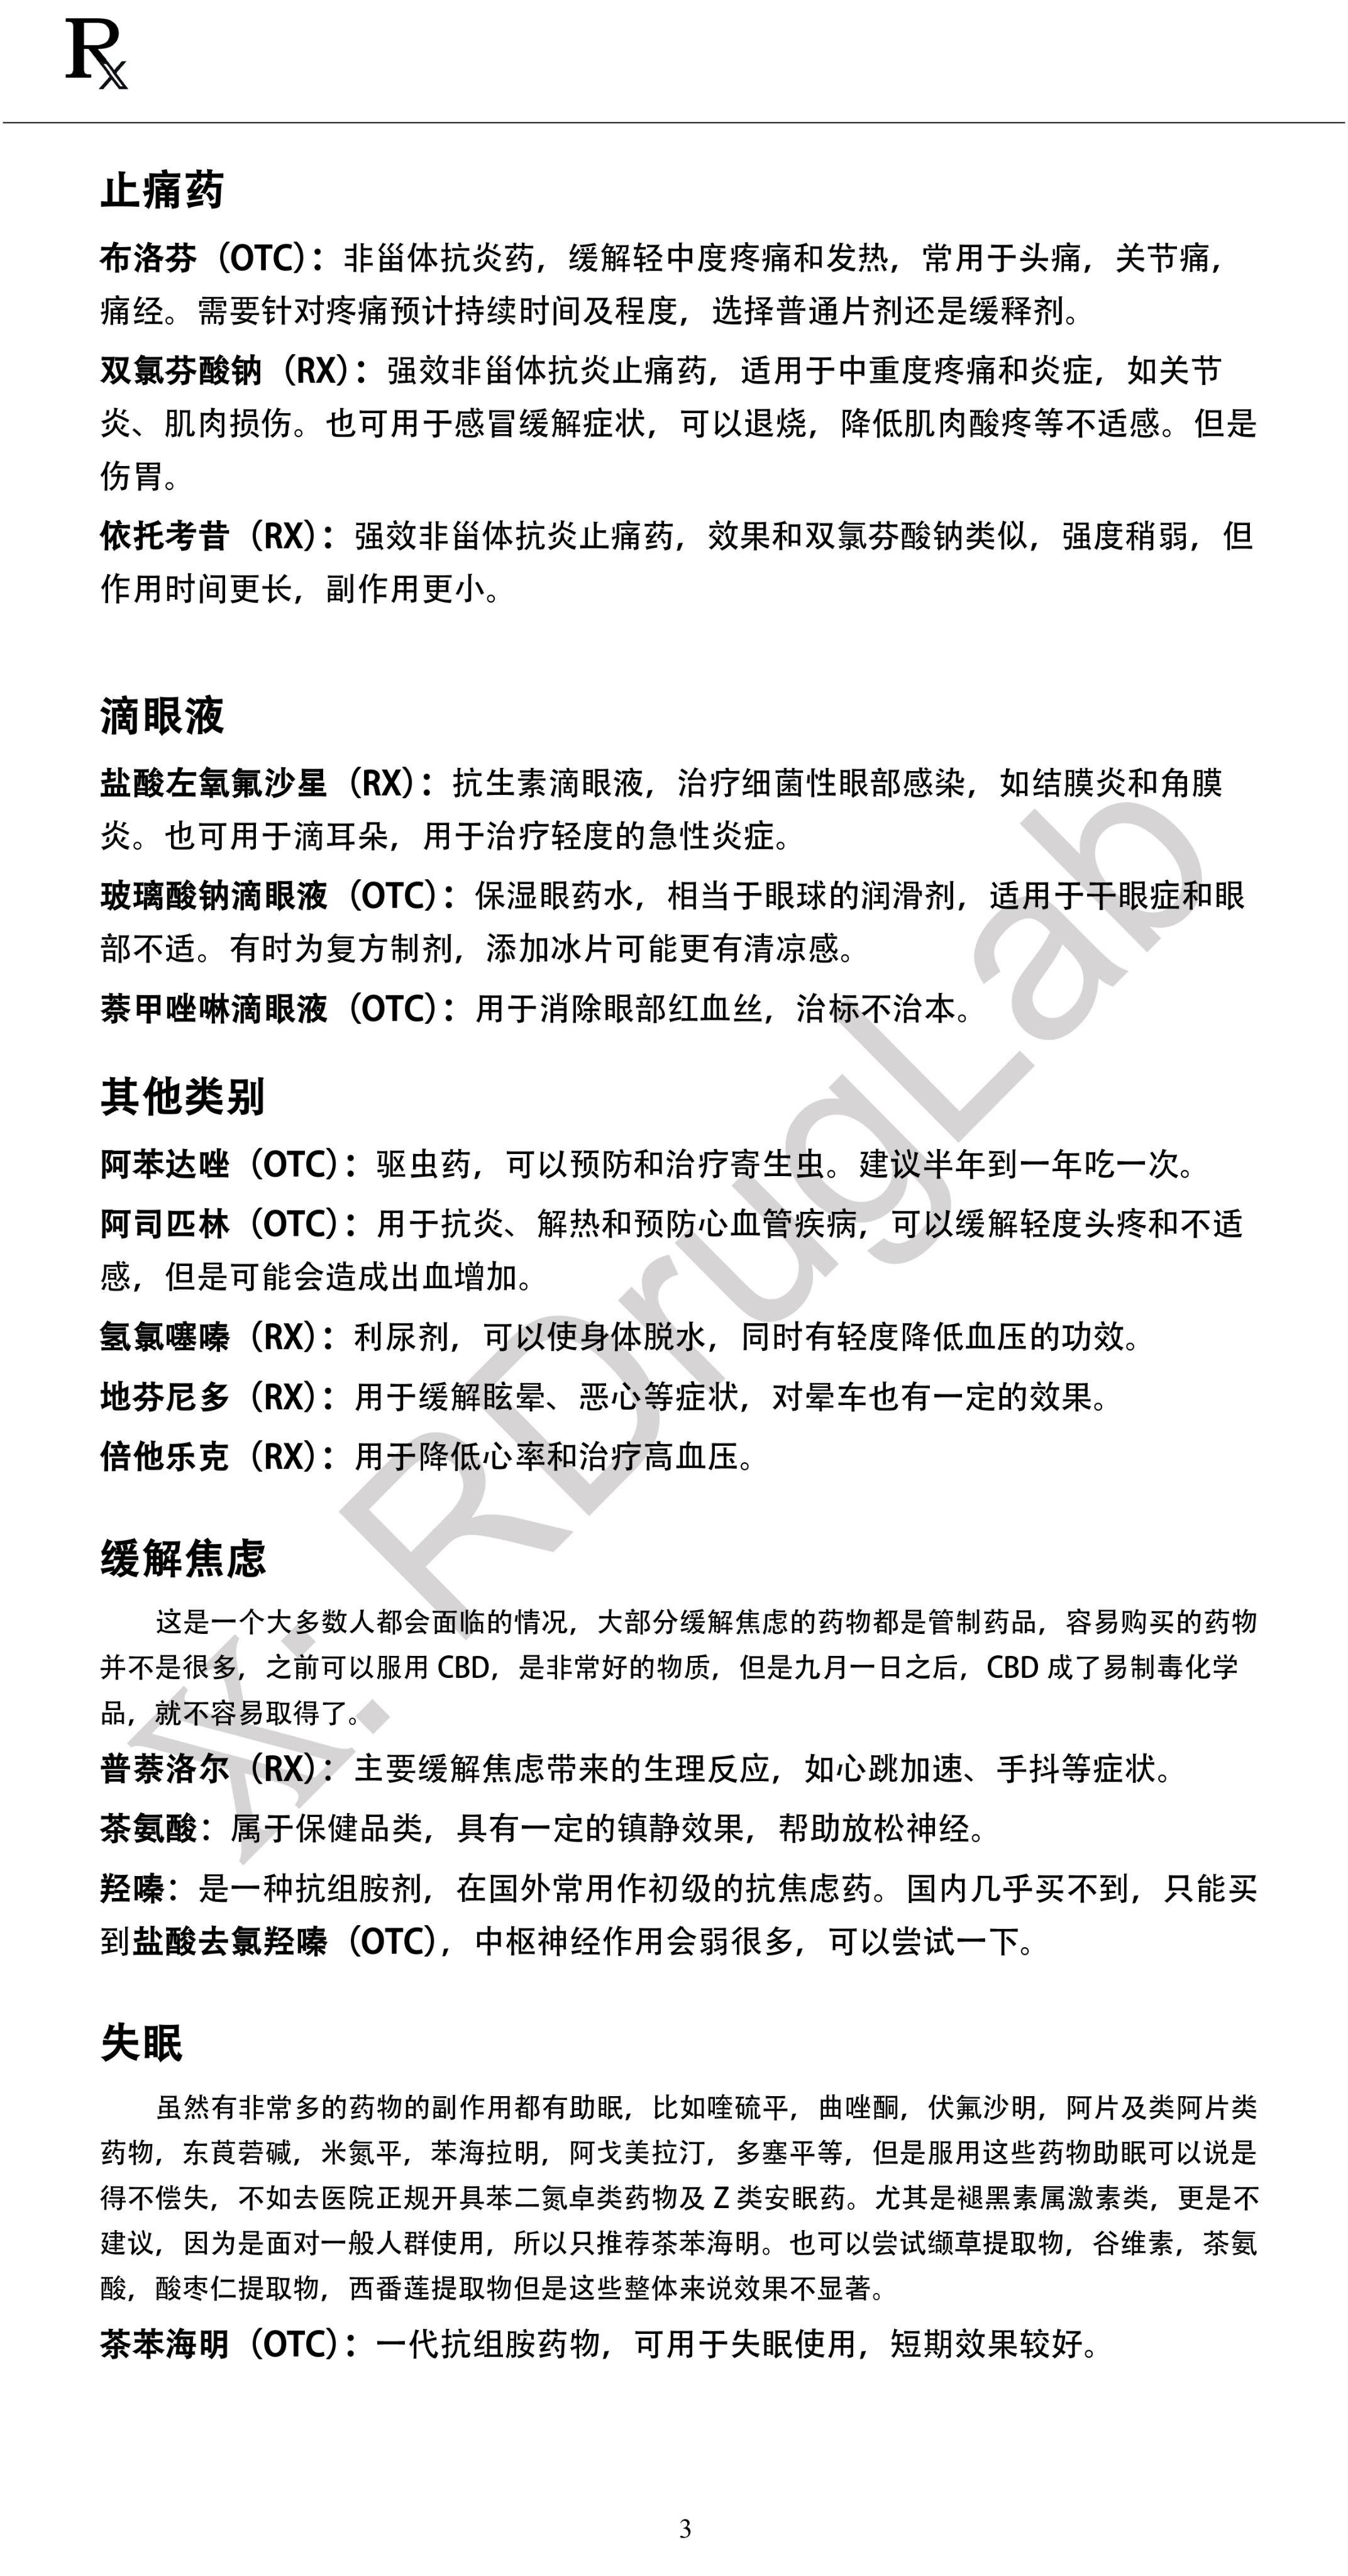 Rx
止痛药
布洛芬（OTC）：非甾体抗炎药，缓解轻中度疼痛和发热，常用于头痛，关节痛，
痛经。需要针对疼痛预计持续时间及程度，选择普通片剂还是缓释剂。
双氯芬酸钠（RX）：强效非甾体抗炎止痛药，适用于中重度疼痛和炎症，如关节
炎、肌肉损伤。也可用于感冒缓解症状，可以退烧，降低肌肉酸疼等不适感。但是
伤胃。
依托考昔（RX）：强效非甾体抗炎止痛药，效果和双氯芬酸钠类似，强度稍弱，但
作用时间更长，副作用更小。
滴眼液
盐酸左氧氟沙星（RX）：抗生素滴眼液，治疗细菌性眼部感染，如结膜炎和角膜
炎。也可用于滴耳朵，用于治疗轻度的急性炎症。
玻璃酸钠滴眼液（OTC）：保湿眼药水，相当于眼球的润滑剂，适用于干眼症和眼
部不适。有时为复方制剂，添加冰片可能更有清凉感。
萘甲唑啉滴眼液（OTC）：用于消除眼部红血丝，治标不治本。
其他类别
阿苯达唑（OTC）：驱虫药，可以预防和治疗寄生虫。建议半年到一年吃一次。
阿司匹林（OTC）：用于抗炎、解热和预防心血管疾病，可以缓解轻度头疼和不适
感，但是可能会造成出血增加。
氢氯噻嗪（RX）：利尿剂，可以使身体脱水，同时有轻度降低血压的功效。
地芬尼多（RX）：用于缓解眩晕、恶心等症状，对晕车也有一定的效果。
倍他乐克（RX）：用于降低心率和治疗高血压。
缓解焦虑
这是一个大多数人都会面临的情况，大部分缓解焦虑的药物都是管制药品，容易购买的药物
并不是很多，之前可以服用 CBD，是非常好的物质，但是九月一日之后，CBD 成了易制毒化学
品，就不容易取得了。
普萘洛尔（RX）：主要缓解焦虑带来的生理反应，如心跳加速、手抖等症状。
茶氨酸：属于保健品类，具有一定的镇静效果，帮助放松神经。
羟嗪：是一种抗组胺剂，在国外常用作初级的抗焦虑药。国内几乎买不到，只能买
到盐酸去氯羟嗪（OTC），中枢神经作用会弱很多，可以尝试一下。
失眠
虽然有非常多的药物的副作用都有助眠，比如喹硫平，曲唑酮，伏氟沙明，阿片及类阿片类
药物，东莨菪碱，米氮平，苯海拉明，阿戈美拉汀，多塞平等，但是服用这些药物助眠可以说是
得不偿失，不如去医院正规开具苯二氮卓类药物及 Z 类安眠药。尤其是褪黑素属激素类，更是不
建议，因为是面对一般人群使用，所以只推荐茶苯海明。也可以尝试缬草提取物，谷维素，茶氨
酸，酸枣仁提取物，西番莲提取物但是这些整体来说效果不显著。
茶苯海明（OTC）：一代抗组胺药物，可用于失眠使用，短期效果较好。
3
X: RDrugLab